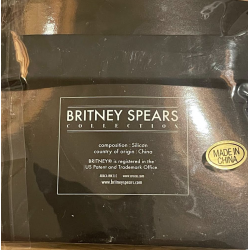 BRITNEY SPEARS
COLLECTION
composition : Silicon
country of origin : China
BRITNEY® is registered in the
US Patent and Trademark Office
www.britneyspears.com
MADE IN
CHINA